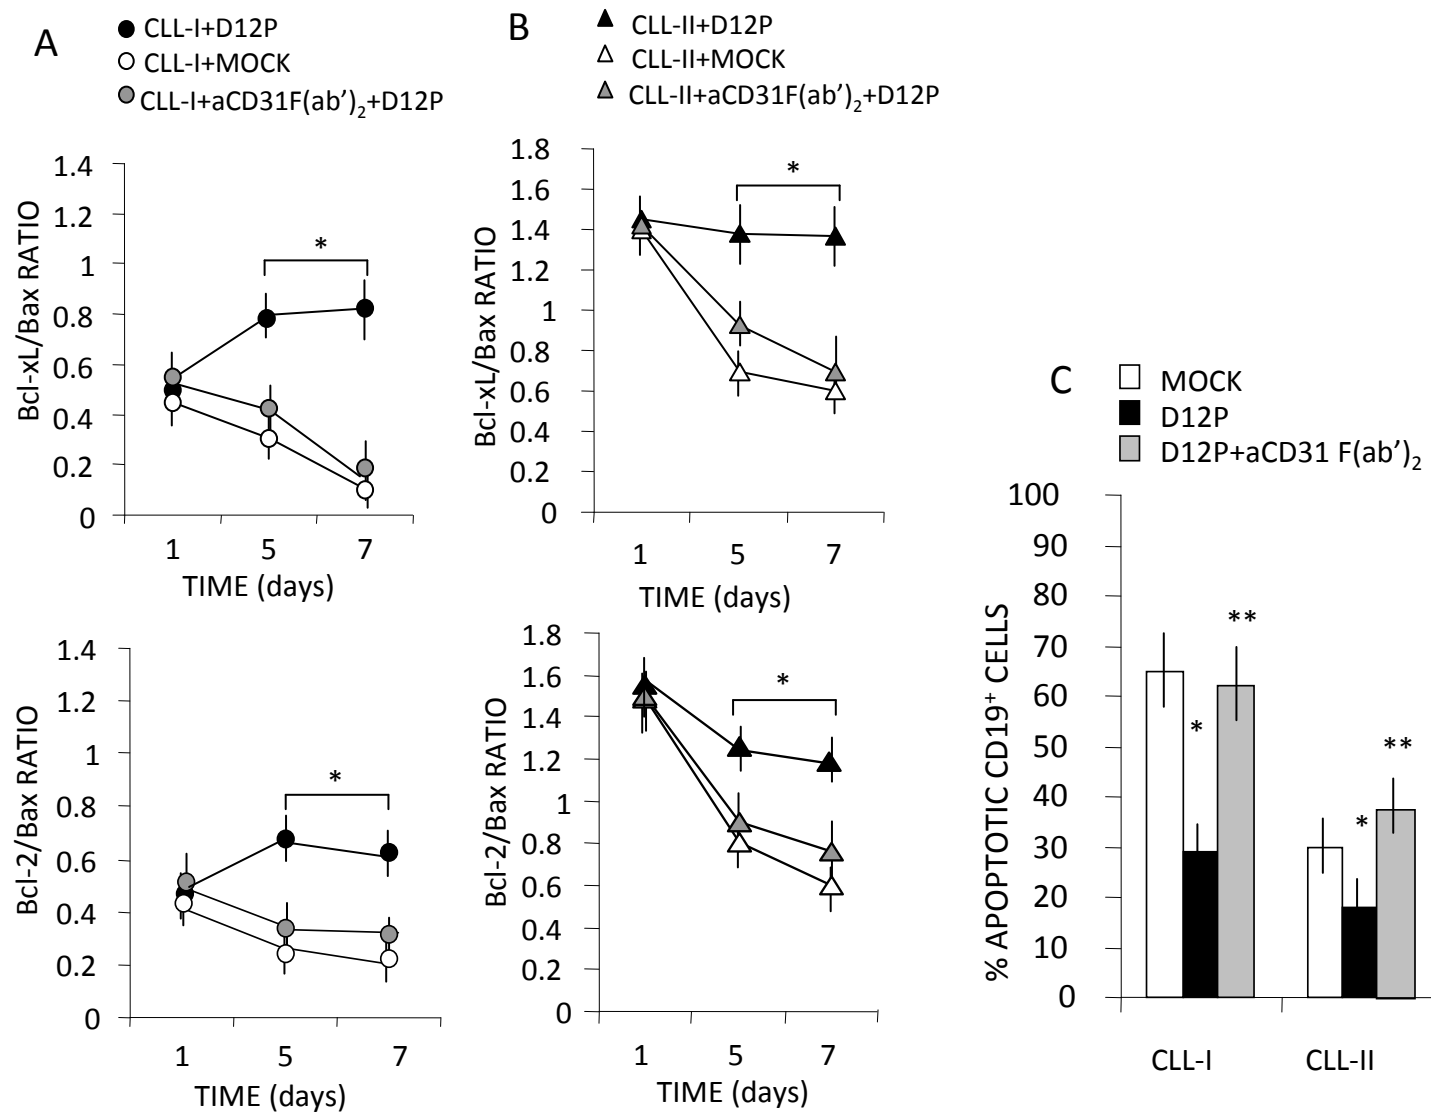 A
CLL-I+D12P
CLL-I+MOCK
CLL-I+aCD31F(ab')2+D12P
Bcl-xL/Bax RATIO
1.4
1.2
1
0.8
0.6
0.4
0.2
0
*
1 5 7
TIME (days)
Bcl-2/Bax RATIO
1.4
1.2
1
0.8
0.6
0.4
0.2
0
*
1 5 7
TIME (days)
B
CLL-II+D12P
CLL-II+MOCK
CLL-II+aCD31F(ab')2+D12P
Bcl-xL/Bax RATIO
1.8
1.6
1.4
1.2
1
0.8
0.6
0.4
0.2
0
*
1 5 7
TIME (days)
Bcl-2/Bax RATIO
1.8
1.6
1.4
1.2
1
0.8
0.6
0.4
0.2
0
*
1 5 7
TIME (days)
C
MOCK
D12P
D12P+aCD31 F(ab')2
% APOPTOTIC CD19+ CELLS
100
90
80
70
60
50
40
30
20
10
0
*
**
*
**
CLL-I CLL-II